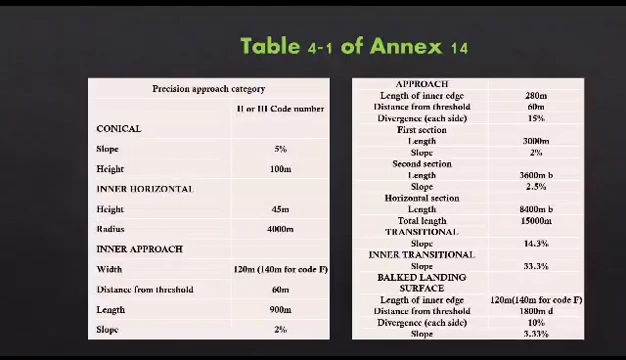 Table 4-1 of Annex 14
Precision approach category
II or III Code number
CONICAL
Slope 5%
Height 100m
INNER HORIZONTAL
Height 45m
Radius 4000m
INNER APPROACH
Width 120m (140m for code F)
Distance from threshold 60m
Length 900m
Slope 2%
APPROACH
Length of inner edge 280m
Distance from threshold 60m
Divergence (each side) 15%
First section
Length 3000m
Slope 2%
Second section
Length 3600m b
Slope 2.5%
Horizontal section
Length 8400m b
Total length 15000m
TRANSITIONAL
Slope 14.3%
INNER TRANSITIONAL
Slope 33.3%
BALKED LANDING
SURFACE
Length of inner edge 120m(140m for code F)
Distance from threshold 1800m d
Divergence (each side) 10%
Slope 3.33%